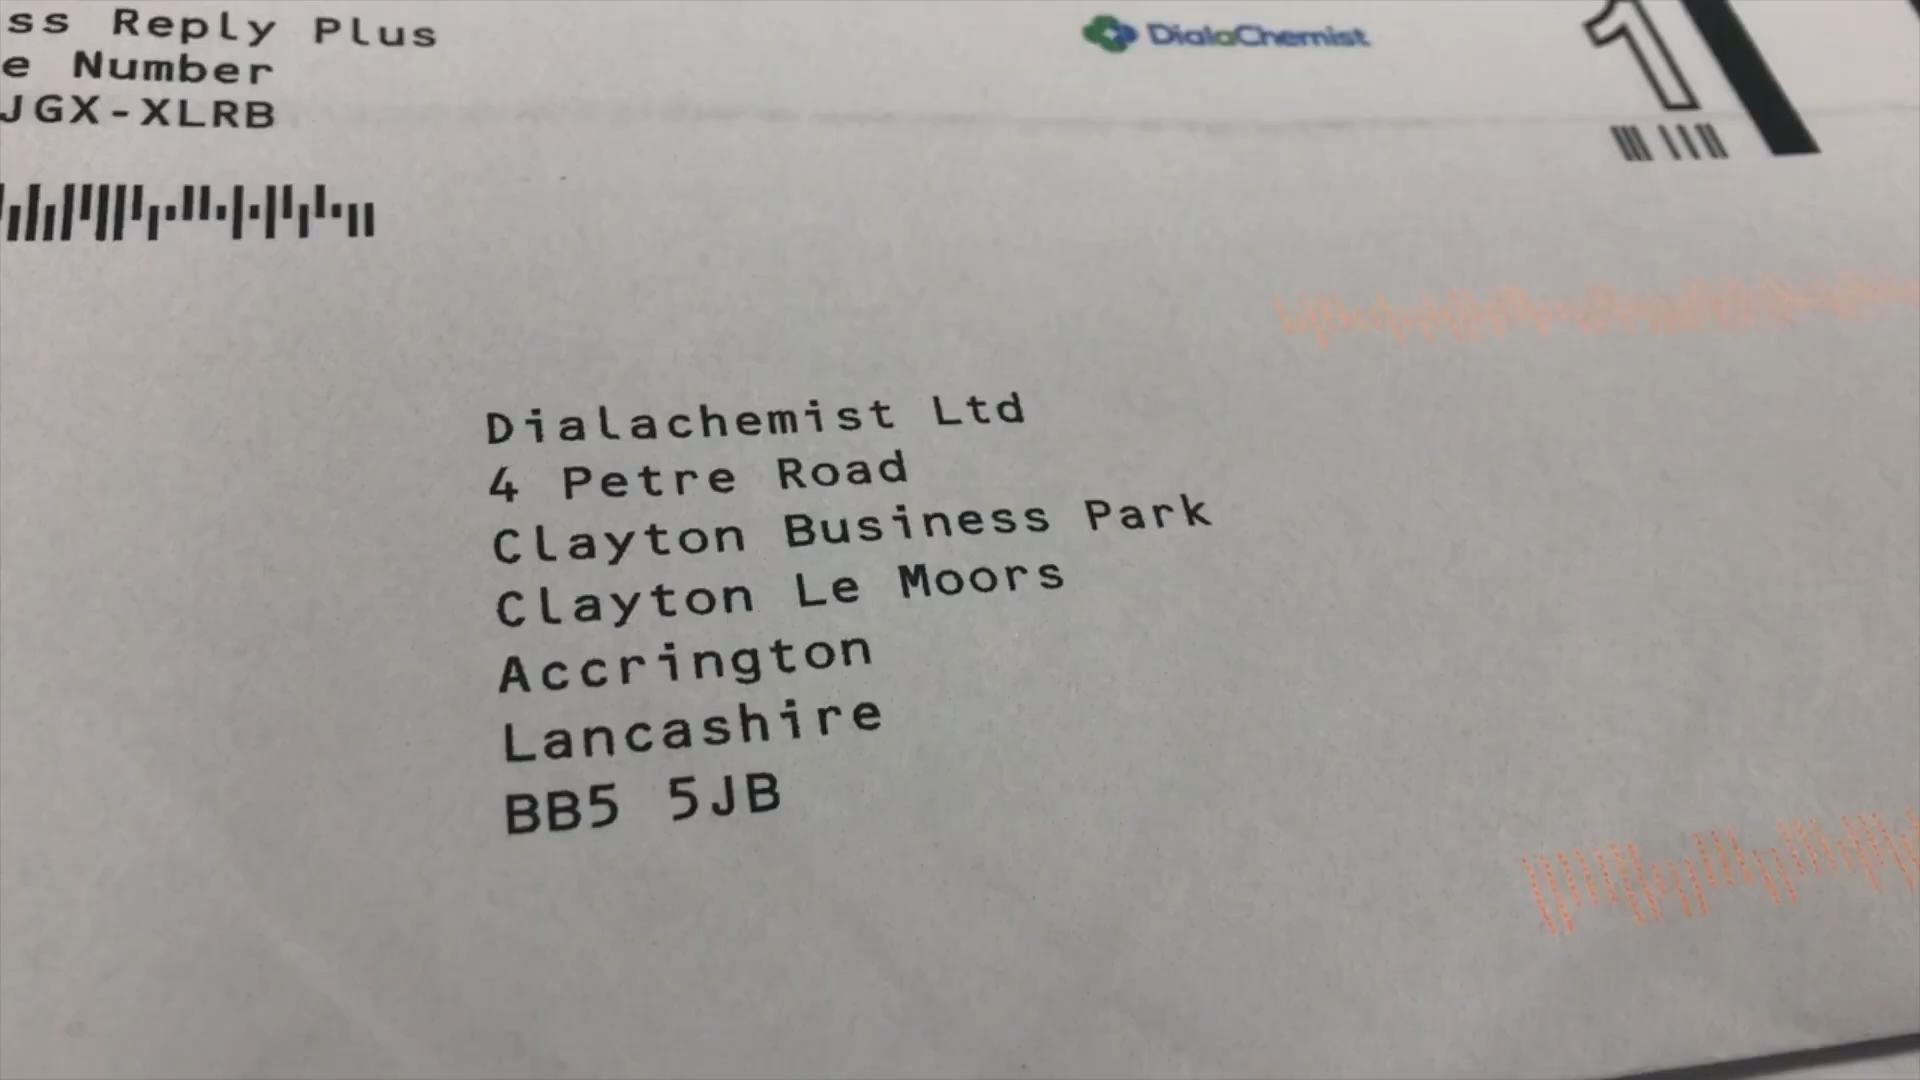 ss Reply Plus
e Number
JGX-XLRB
DialaChemist
1
Dialachemist Ltd
4 Petre Road
Clayton Business Park
Clayton Le Moors
Accrington
Lancashire
BB5 5JB